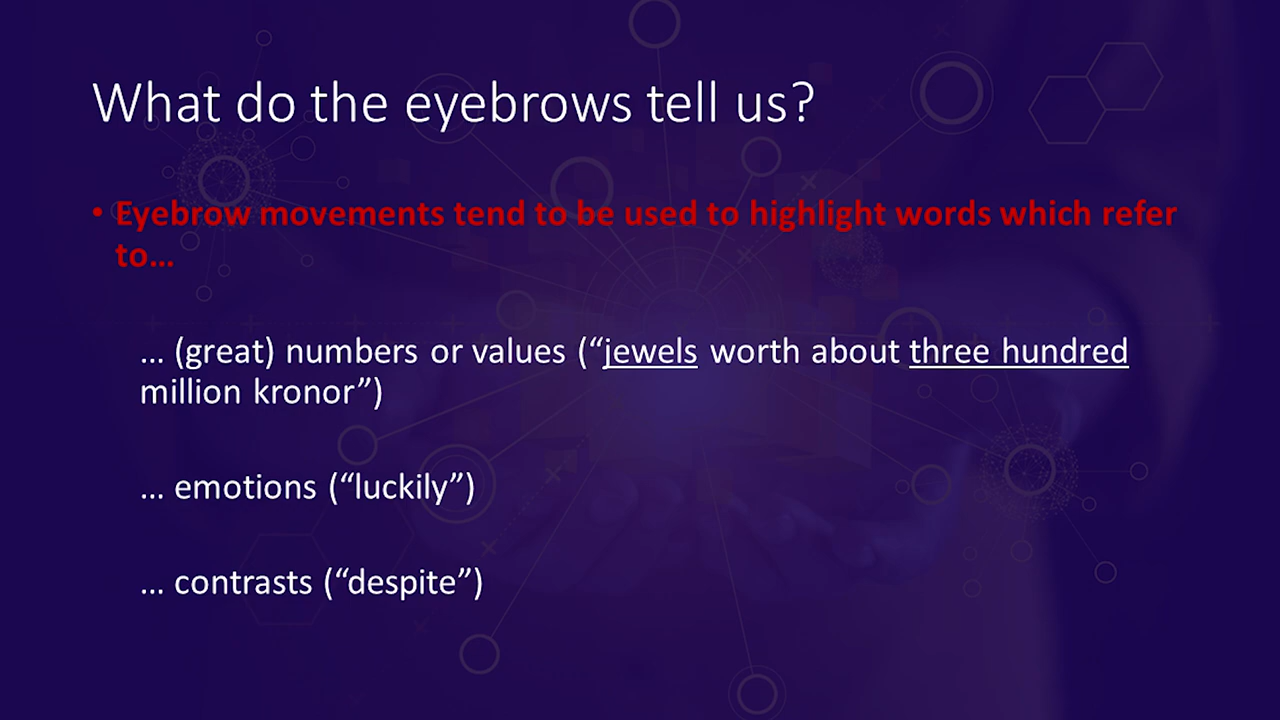 What do the eyebrows tell us?
• Eyebrow movements tend to be used to highlight words which refer
to…
… (great) numbers or values (“jewels worth about three hundred
million kronor”)
… emotions (“luckily”)
… contrasts (“despite”)